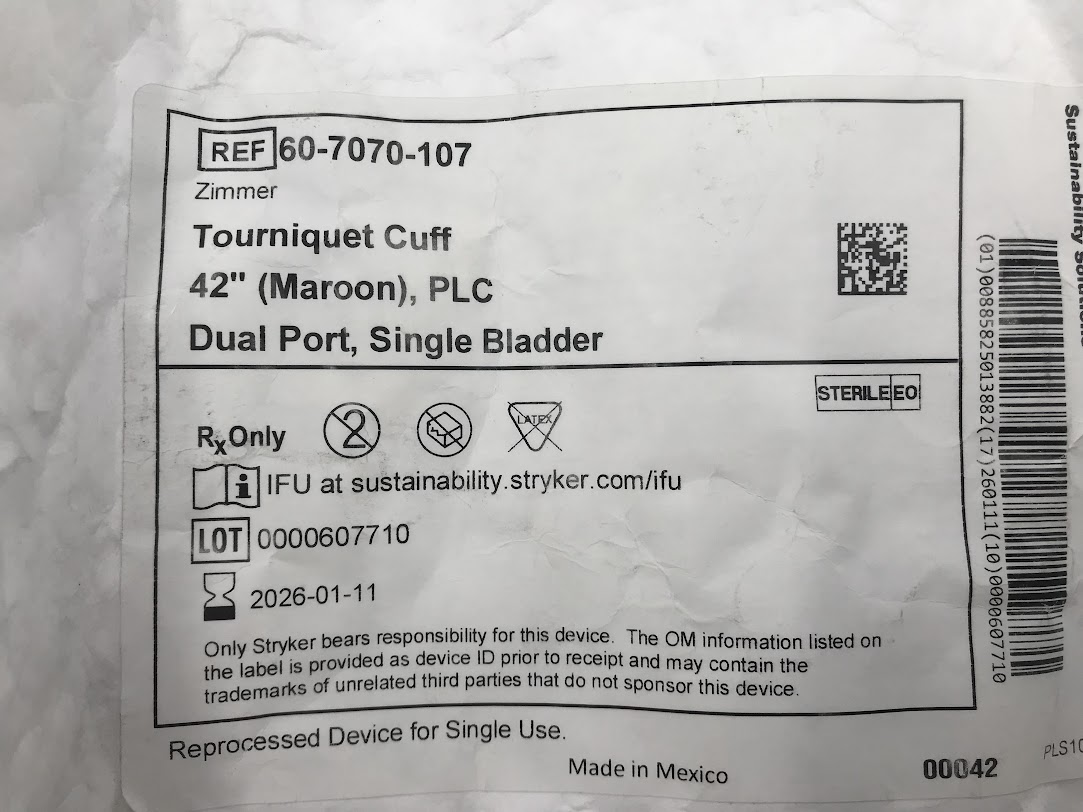 REF 60-7070-107
Zimmer
Tourniquet Cuff
42" (Maroon), PLC
Dual Port, Single Bladder
STERILE EO
Rx Only 2 LATEX
i IFU at sustainability.stryker.com/ifu
LOT 0000607710
2026-01-11
Only Stryker bears responsibility for this device. The OM information listed on
the label is provided as device ID prior to receipt and may contain the
trademarks of unrelated third parties that do not sponsor this device.
Reprocessed Device for Single Use.
Made in Mexico
00042
(01)00885825013882(17)260111(10)0000607710
Sustainability